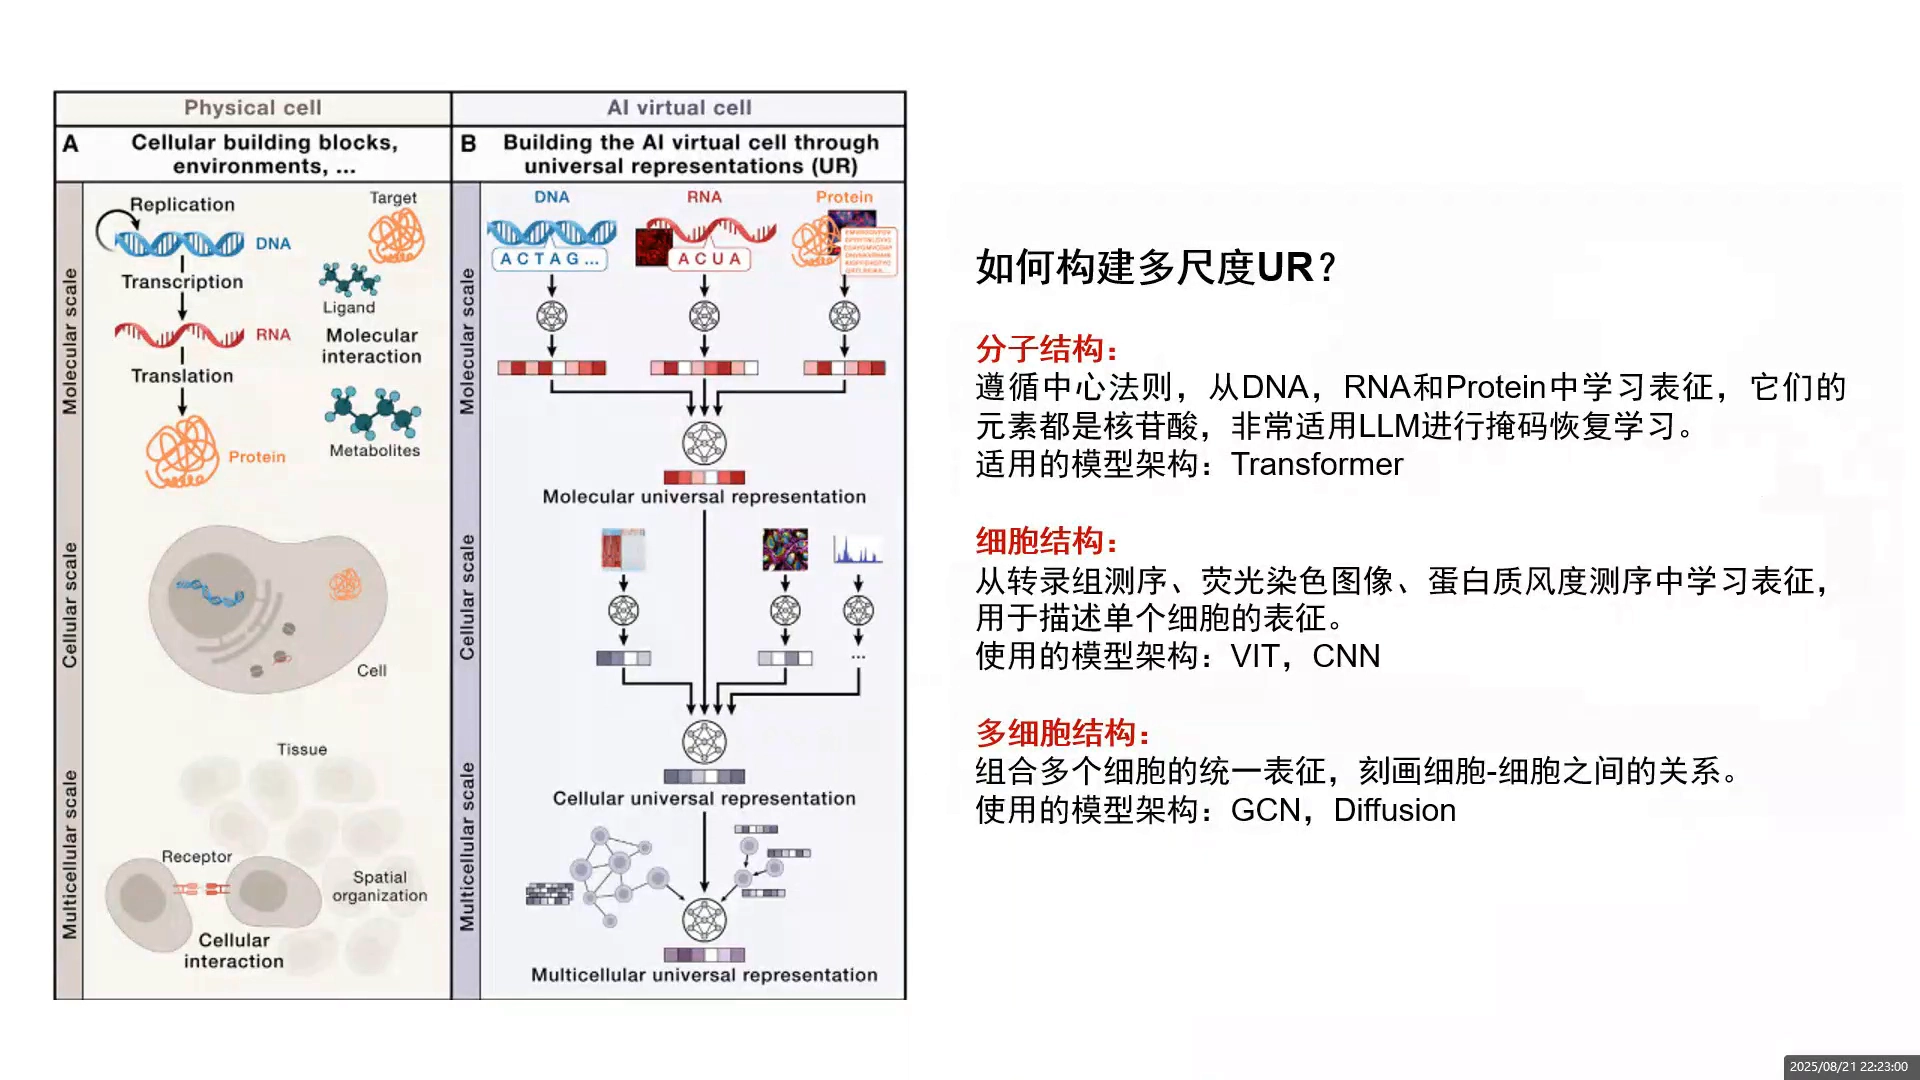 Physical cell
AI virtual cell
A
Cellular building blocks,
environments, ...
B
Building the AI virtual cell through
universal representations (UR)
Molecular scale
Replication
DNA
Transcription
RNA
Translation
Protein
Target
Ligand
Molecular
interaction
Metabolites
Cellular scale
Cell
Multicellular scale
Tissue
Receptor
Spatial
organization
Cellular
interaction
Molecular scale
DNA
RNA
Protein
ACTAG...
ACUA
Molecular universal representation
Cellular scale
...
Cellular universal representation
Multicellular scale
Multicellular universal representation
如何构建多尺度UR？
分子结构：
遵循中心法则，从DNA，RNA和Protein中学习表征，它们的
元素都是核苷酸，非常适用LLM进行掩码恢复学习。
适用的模型架构：Transformer
细胞结构：
从转录组测序、荧光染色图像、蛋白质风度测序中学习表征，
用于描述单个细胞的表征。
使用的模型架构：VIT，CNN
多细胞结构：
组合多个细胞的统一表征，刻画细胞-细胞之间的关系。
使用的模型架构：GCN，Diffusion
2025/08/21 22:23:00